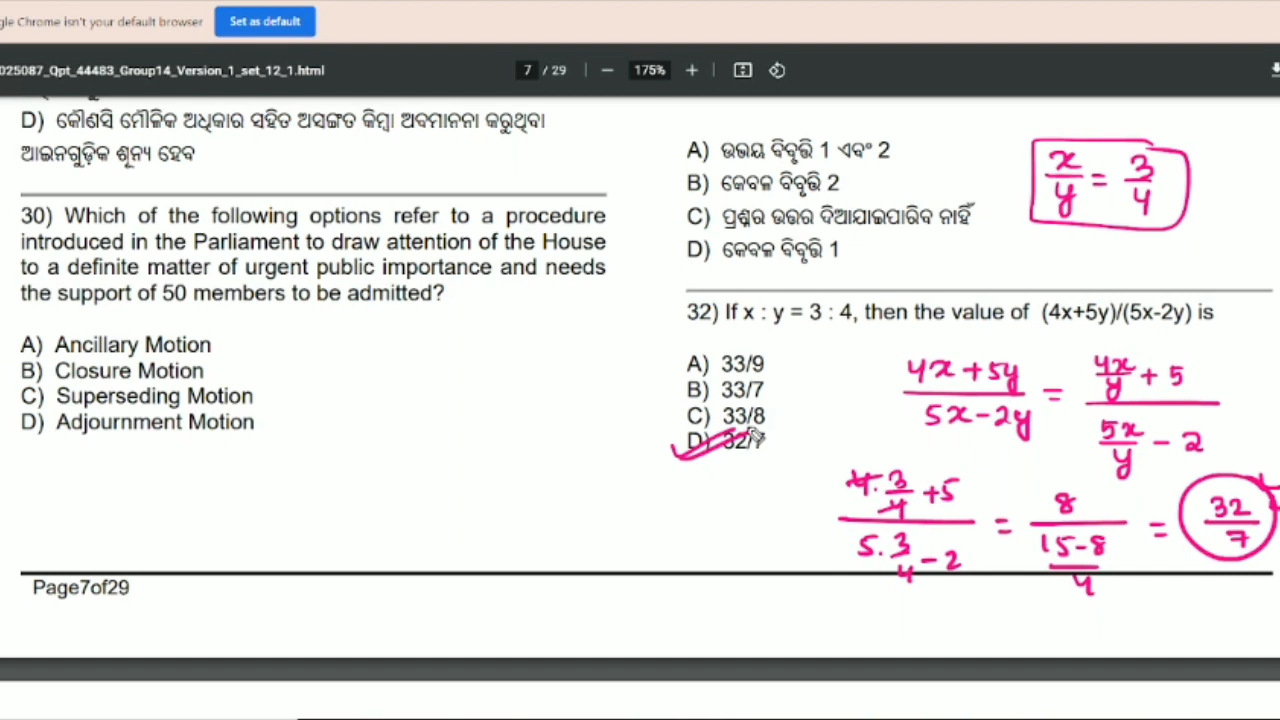 gle Chrome isn't your default browser Set as default
025087_Qpt_44483_Group14_Version_1_set_12_1.html 7 / 29 175%
D) କୌଣସି ମୌଳିକ ଅଧିକାର ସହିତ ଅସଙ୍ଗତ କିମ୍ବା ଅବମାନନା କରୁଥିବା
ଆଇନଗୁଡ଼ିକ ଶୂନ୍ୟ ହେବ
30) Which of the following options refer to a procedure
introduced in the Parliament to draw attention of the House
to a definite matter of urgent public importance and needs
the support of 50 members to be admitted?
A) Ancillary Motion
B) Closure Motion
C) Superseding Motion
D) Adjournment Motion
A) ଉଭୟ ବିବୃତ୍ତି 1 ଏବଂ 2
B) କେବଳ ବିବୃତ୍ତି 2
C) ପ୍ରଶ୍ନର ଉତ୍ତର ଦିଆଯାଇପାରିବ ନାହିଁ
D) କେବଳ ବିବୃତ୍ତି 1
x/y = 3/4
32) If x : y = 3 : 4, then the value of (4x+5y)/(5x-2y) is
A) 33/9
B) 33/7
C) 33/8
D) 32/7
(4x+5y)/(5x-2y) = (4x/y + 5)/(5x/y - 2)
(4.3/4 + 5)/(5.3/4 - 2) = 8/((15-8)/4) = 32/7
Page7of29